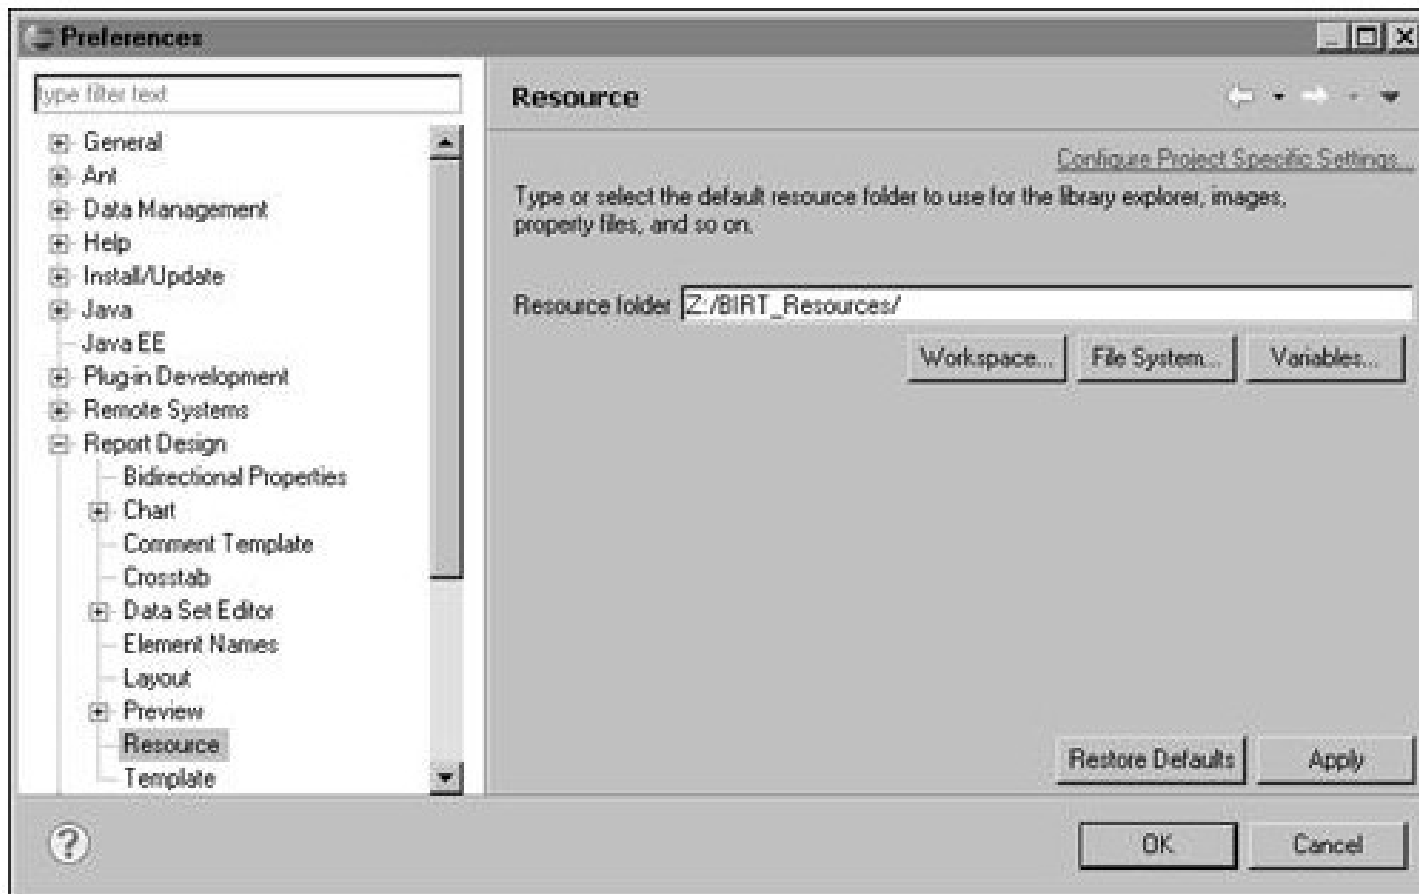 Preferences
type filter text
General
Ant
Data Management
Help
Install/Update
Java
Java EE
Plug-in Development
Remote Systems
Report Design
Bidirectional Properties
Chart
Comment Template
Crosstab
Data Set Editor
Element Names
Layout
Preview
Resource
Template
Resource
Configure Project Specific Settings...
Type or select the default resource folder to use for the library explorer, images,
property files, and so on.
Resource folder Z:/BIRT_Resources/
Workspace... File System... Variables...
Restore Defaults Apply
? OK Cancel